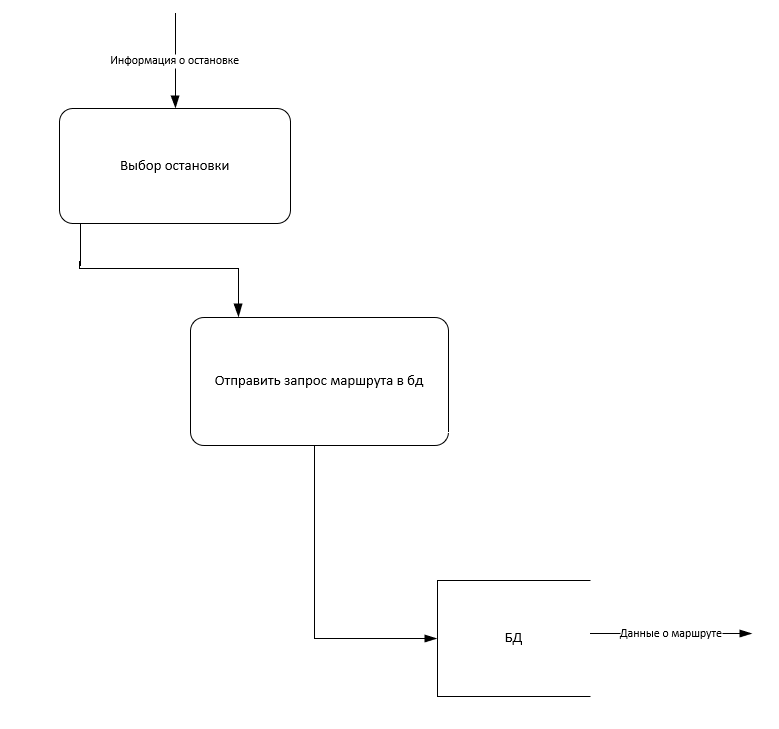 Информация о остановке
Выбор остановки
Отправить запрос маршрута в бд
БД
Данные о маршруте